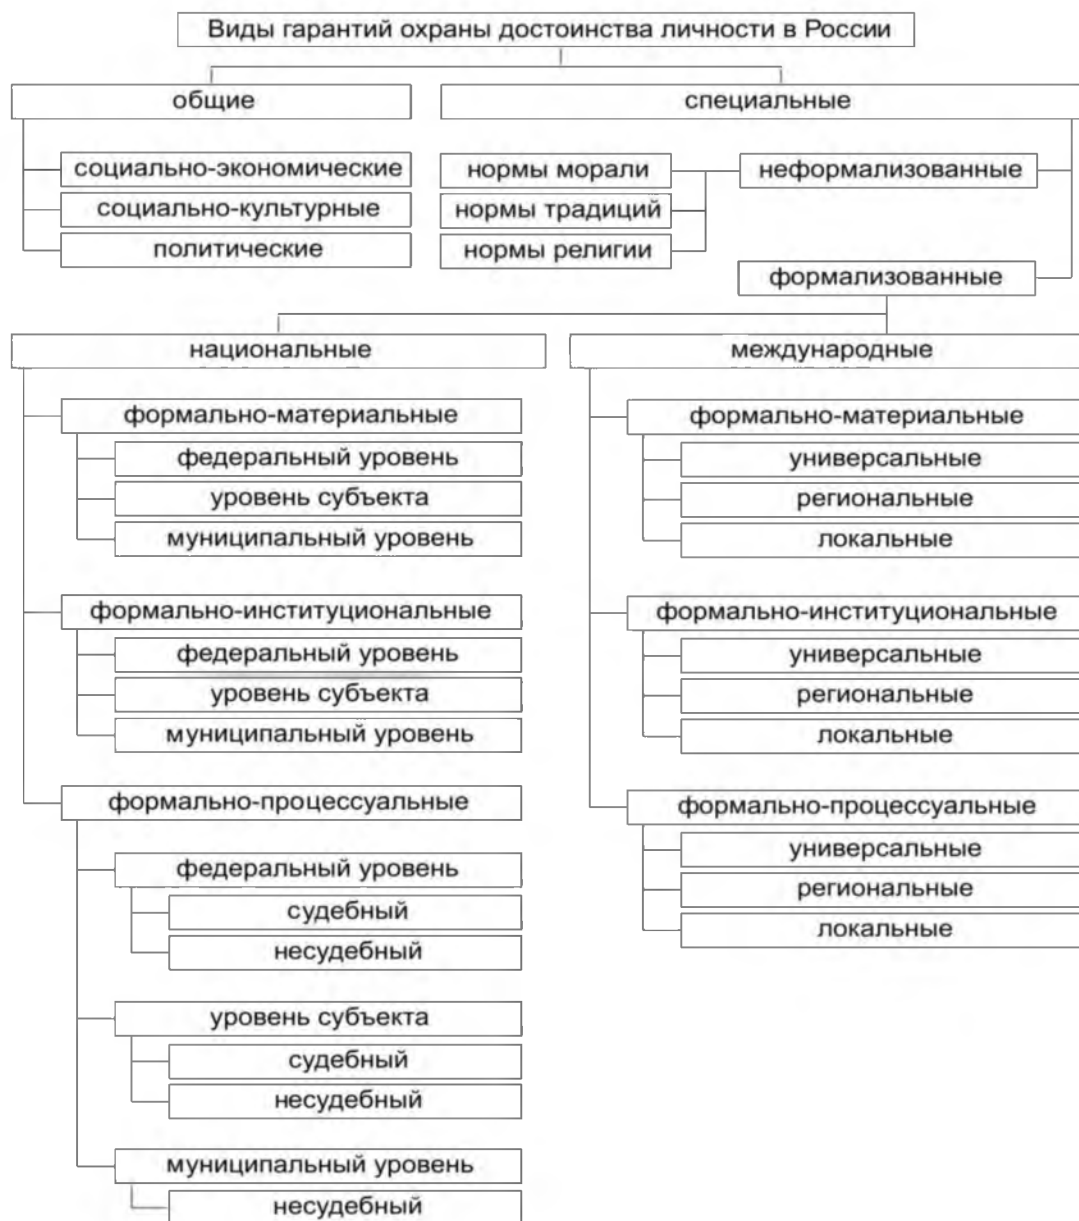 Виды гарантий охраны достоинства личности в России
общие
социально-экономические
социально-культурные
политические
специальные
неформализованные
нормы морали
нормы традиций
нормы религии
формализованные
национальные
формально-материальные
федеральный уровень
уровень субъекта
муниципальный уровень
формально-институциональные
федеральный уровень
уровень субъекта
муниципальный уровень
формально-процессуальные
федеральный уровень
судебный
несудебный
уровень субъекта
судебный
несудебный
муниципальный уровень
несудебный
международные
формально-материальные
универсальные
региональные
локальные
формально-институциональные
универсальные
региональные
локальные
формально-процессуальные
универсальные
региональные
локальные